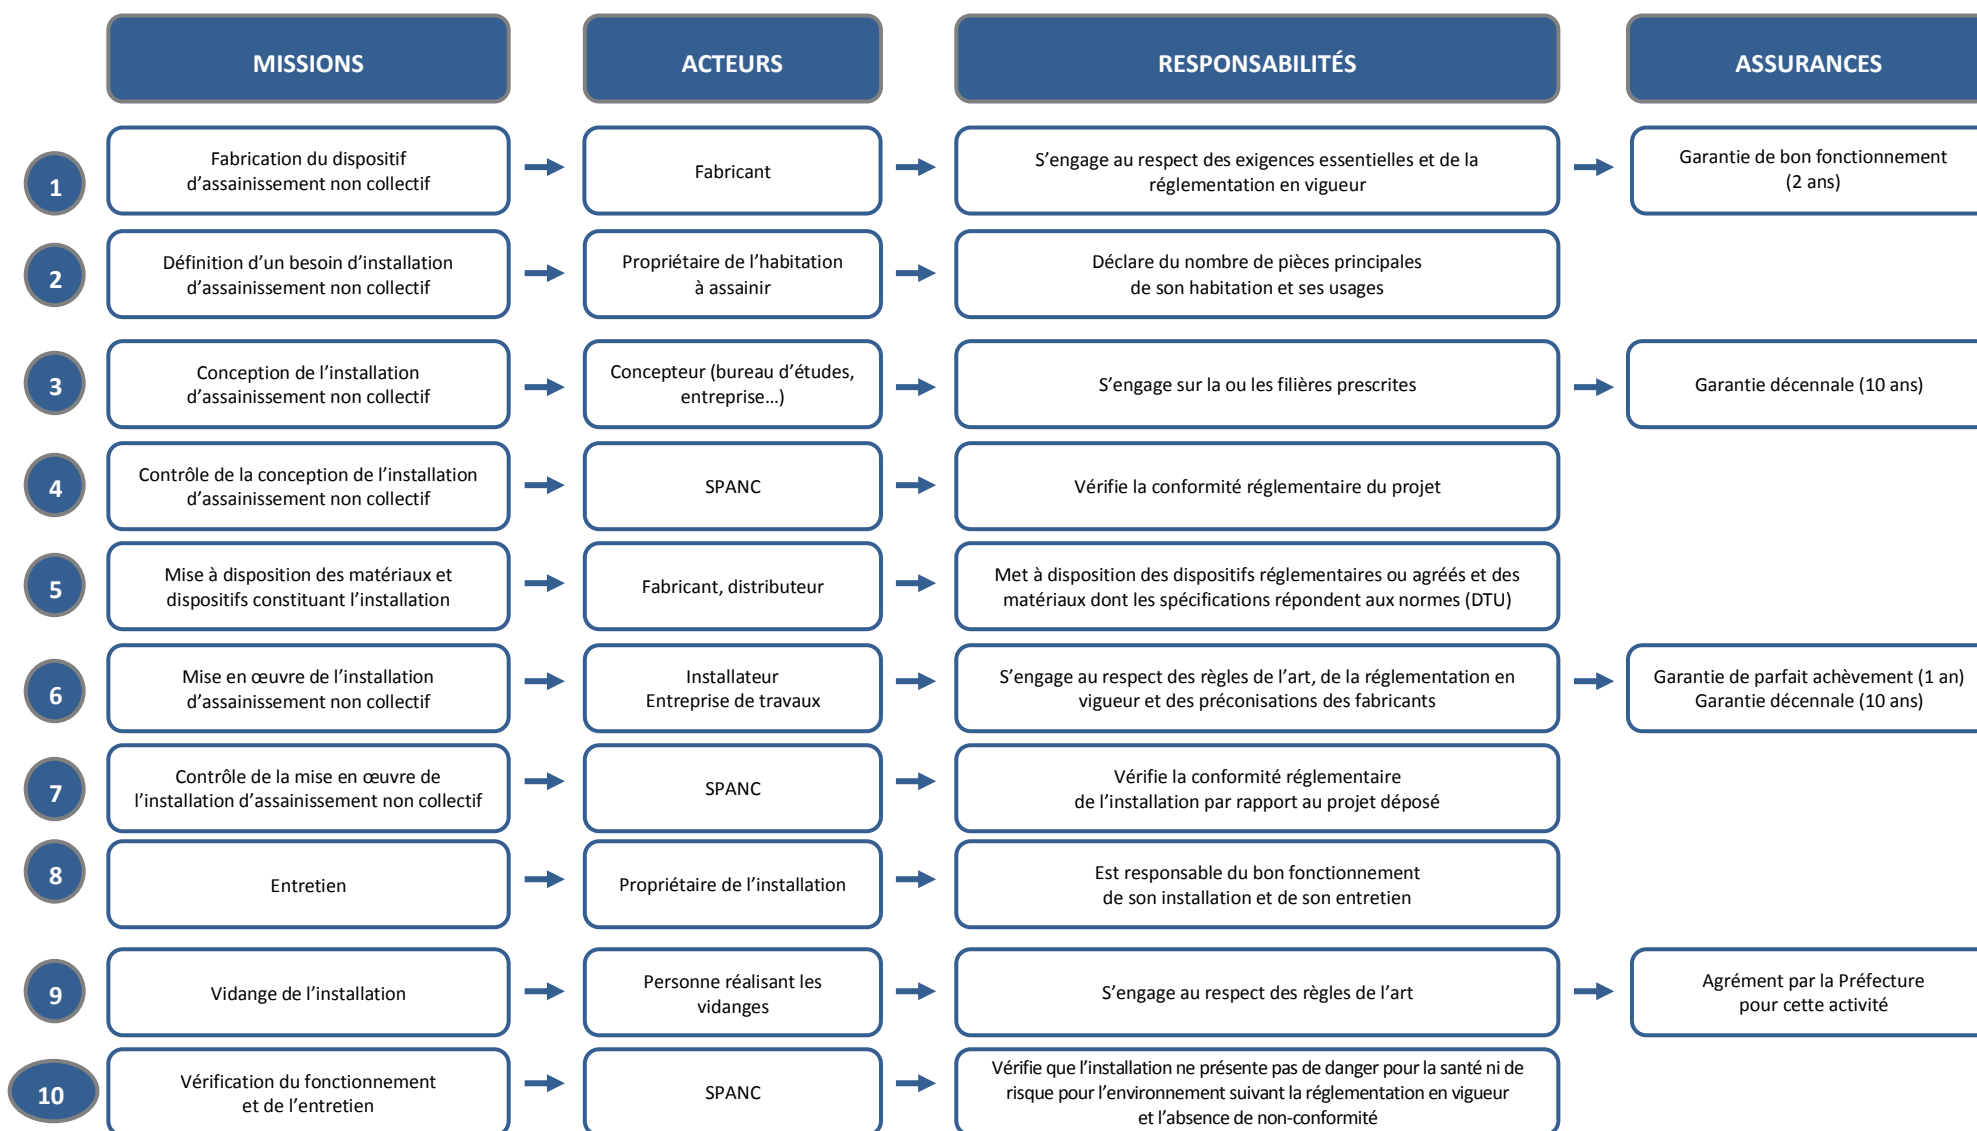 MISSIONS
ACTEURS
RESPONSABILITÉS
ASSURANCES
1
Fabrication du dispositif
d’assainissement non collectif
Fabricant
S’engage au respect des exigences essentielles et de la
réglementation en vigueur
Garantie de bon fonctionnement
(2 ans)
2
Définition d’un besoin d’installation
d’assainissement non collectif
Propriétaire de l’habitation
à assainir
Déclare du nombre de pièces principales
de son habitation et ses usages
3
Conception de l’installation
d’assainissement non collectif
Concepteur (bureau d’études,
entreprise…)
S’engage sur la ou les filières prescrites
Garantie décennale (10 ans)
4
Contrôle de la conception de l’installation
d’assainissement non collectif
SPANC
Vérifie la conformité réglementaire du projet
5
Mise à disposition des matériaux et
dispositifs constituant l’installation
Fabricant, distributeur
Met à disposition des dispositifs réglementaires ou agréés et des
matériaux dont les spécifications répondent aux normes (DTU)
6
Mise en œuvre de l’installation
d’assainissement non collectif
Installateur
Entreprise de travaux
S’engage au respect des règles de l’art, de la réglementation en
vigueur et des préconisations des fabricants
Garantie de parfait achèvement (1 an)
Garantie décennale (10 ans)
7
Contrôle de la mise en œuvre de
l’installation d’assainissement non collectif
SPANC
Vérifie la conformité réglementaire
de l’installation par rapport au projet déposé
8
Entretien
Propriétaire de l’installation
Est responsable du bon fonctionnement
de son installation et de son entretien
9
Vidange de l’installation
Personne réalisant les
vidanges
S’engage au respect des règles de l’art
Agrément par la Préfecture
pour cette activité
10
Vérification du fonctionnement
et de l’entretien
SPANC
Vérifie que l’installation ne présente pas de danger pour la santé ni de
risque pour l’environnement suivant la réglementation en vigueur
et l’absence de non-conformité